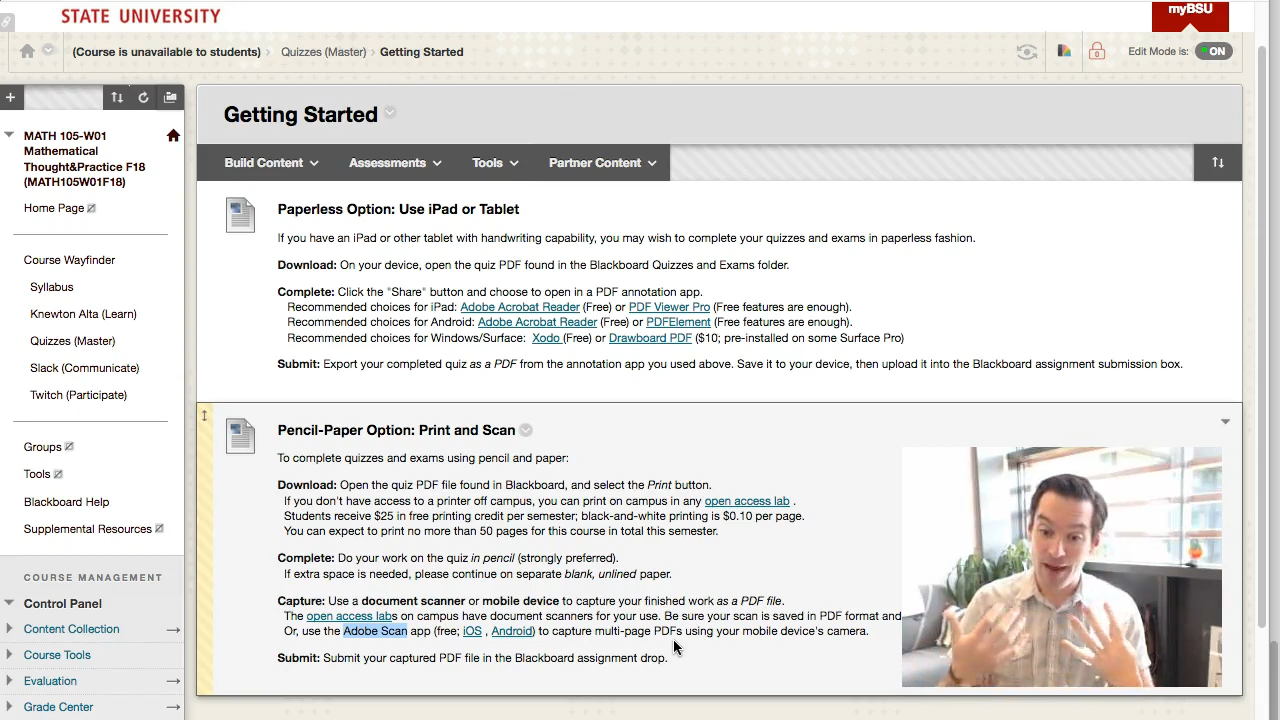 STATE UNIVERSITY
myBSU
(Course is unavailable to students) Quizzes (Master) Getting Started
Edit Mode is: ON
MATH 105-W01
Mathematical
Thought&Practice F18
(MATH105W01F18)
Home Page
Course Wayfinder
Syllabus
Knewton Alta (Learn)
Quizzes (Master)
Slack (Communicate)
Twitch (Participate)
Groups
Tools
Blackboard Help
Supplemental Resources
COURSE MANAGEMENT
Control Panel
Content Collection
Course Tools
Evaluation
Grade Center
Getting Started
Build Content Assessments Tools Partner Content
Paperless Option: Use iPad or Tablet
If you have an iPad or other tablet with handwriting capability, you may wish to complete your quizzes and exams in paperless fashion.
Download: On your device, open the quiz PDF found in the Blackboard Quizzes and Exams folder.
Complete: Click the "Share" button and choose to open in a PDF annotation app.
Recommended choices for iPad: Adobe Acrobat Reader (Free) or PDF Viewer Pro (Free features are enough).
Recommended choices for Android: Adobe Acrobat Reader (Free) or PDFElement (Free features are enough).
Recommended choices for Windows/Surface: Xodo (Free) or Drawboard PDF ($10; pre-installed on some Surface Pro)
Submit: Export your completed quiz as a PDF from the annotation app you used above. Save it to your device, then upload it into the Blackboard assignment submission box.
Pencil-Paper Option: Print and Scan
To complete quizzes and exams using pencil and paper:
Download: Open the quiz PDF file found in Blackboard, and select the Print button.
If you don't have access to a printer off campus, you can print on campus in any open access lab .
Students receive $25 in free printing credit per semester; black-and-white printing is $0.10 per page.
You can expect to print no more than 50 pages for this course in total this semester.
Complete: Do your work on the quiz in pencil (strongly preferred).
If extra space is needed, please continue on separate blank, unlined paper.
Capture: Use a document scanner or mobile device to capture your finished work as a PDF file.
The open access labs on campus have document scanners for your use. Be sure your scan is saved in PDF format and
Or, use the Adobe Scan app (free; iOS , Android) to capture multi-page PDFs using your mobile device's camera.
Submit: Submit your captured PDF file in the Blackboard assignment drop.